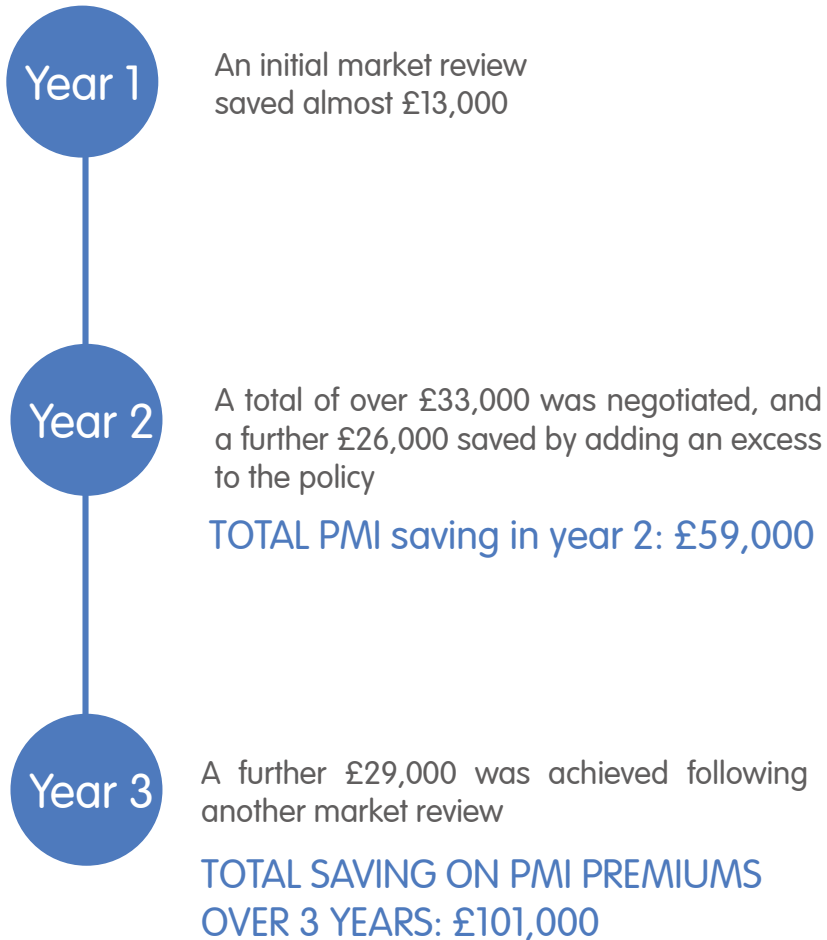 Year 1
An initial market review
saved almost £13,000
Year 2
A total of over £33,000 was negotiated, and
a further £26,000 saved by adding an excess
to the policy
TOTAL PMI saving in year 2: £59,000
Year 3
A further £29,000 was achieved following
another market review
TOTAL SAVING ON PMI PREMIUMS
OVER 3 YEARS: £101,000